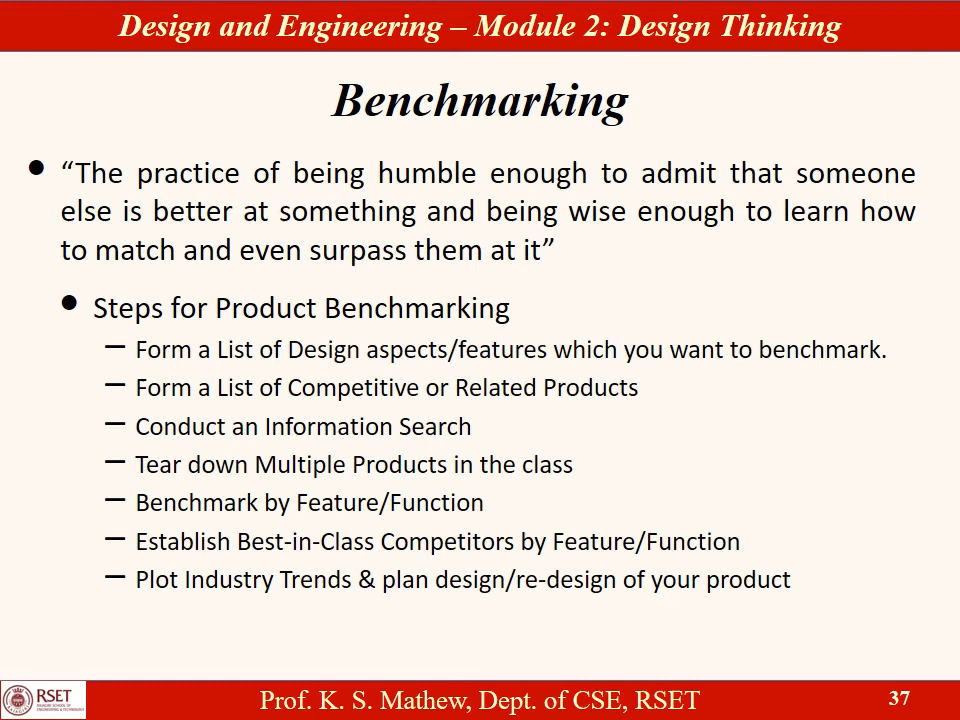 Design and Engineering – Module 2: Design Thinking
Benchmarking
• “The practice of being humble enough to admit that someone
else is better at something and being wise enough to learn how
to match and even surpass them at it”
• Steps for Product Benchmarking
– Form a List of Design aspects/features which you want to benchmark.
– Form a List of Competitive or Related Products
– Conduct an Information Search
– Tear down Multiple Products in the class
– Benchmark by Feature/Function
– Establish Best-in-Class Competitors by Feature/Function
– Plot Industry Trends & plan design/re-design of your product
RSET
RAJAGIRI SCHOOL OF
ENGINEERING & TECHNOLOGY
Prof. K. S. Mathew, Dept. of CSE, RSET
37